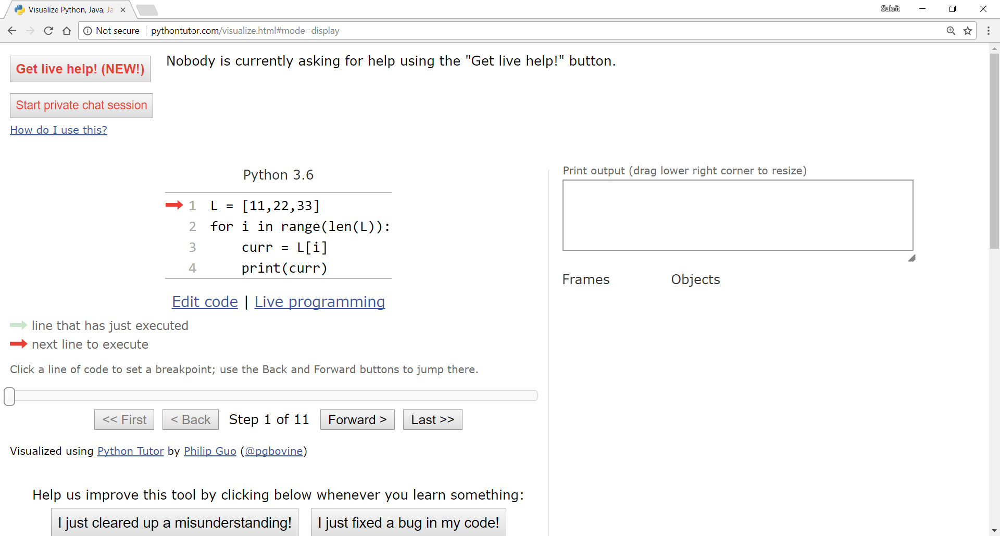 Visualize Python, Java, Ja
Sukrit
Not secure
pythontutor.com/visualize.html#mode=display
Get live help! (NEW!)
Nobody is currently asking for help using the "Get live help!" button.
Start private chat session
How do I use this?
Python 3.6
1 L = [11,22,33]
2 for i in range(len(L)):
3     curr = L[i]
4     print(curr)
Edit code | Live programming
line that has just executed
next line to execute
Click a line of code to set a breakpoint; use the Back and Forward buttons to jump there.
<< First < Back Step 1 of 11 Forward > Last >>
Visualized using Python Tutor by Philip Guo (@pgbovine)
Help us improve this tool by clicking below whenever you learn something:
I just cleared up a misunderstanding! I just fixed a bug in my code!
Print output (drag lower right corner to resize)
Frames Objects